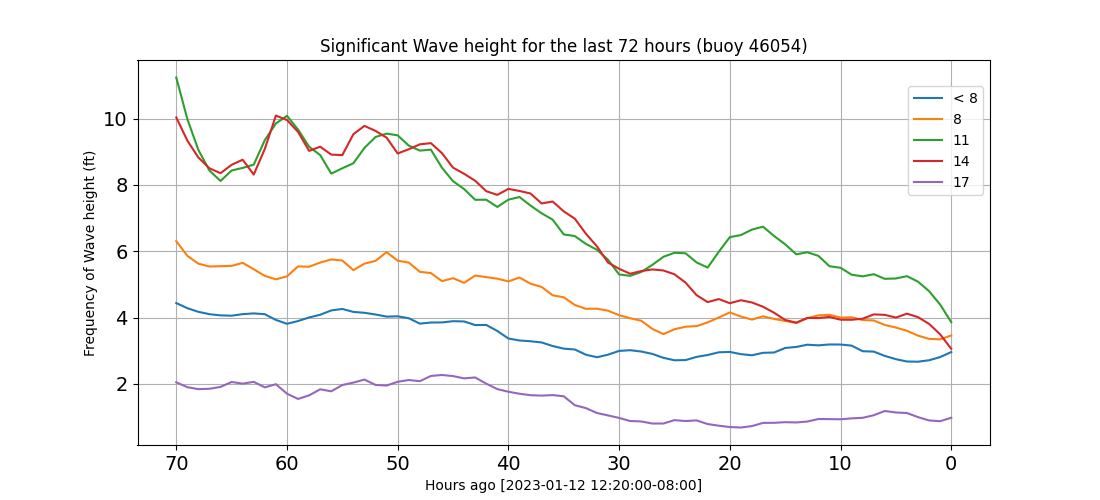 Significant Wave height for the last 72 hours (buoy 46054)
Frequency of Wave height (ft)
10
8
6
4
2
< 8
8
11
14
17
70 60 50 40 30 20 10 0
Hours ago [2023-01-12 12:20:00-08:00]